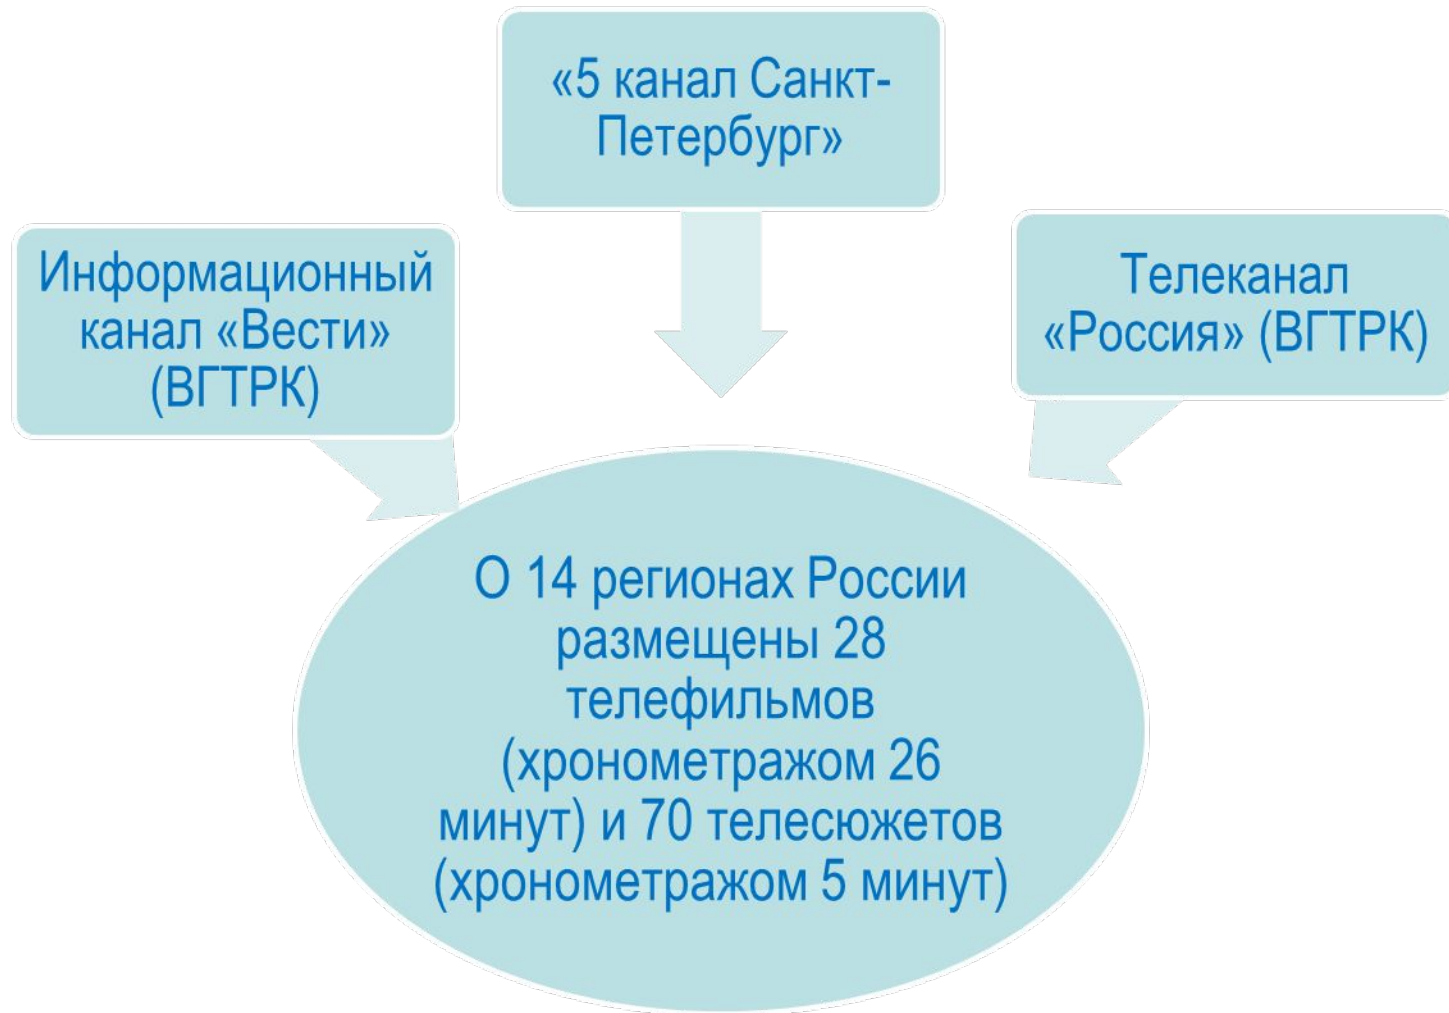 «5 канал Санкт-
Петербург»
Информационный
канал «Вести»
(ВГТРК)
Телеканал
«Россия» (ВГТРК)
О 14 регионах России
размещены 28
телефильмов
(хронометражом 26
минут) и 70 телесюжетов
(хронометражом 5 минут)